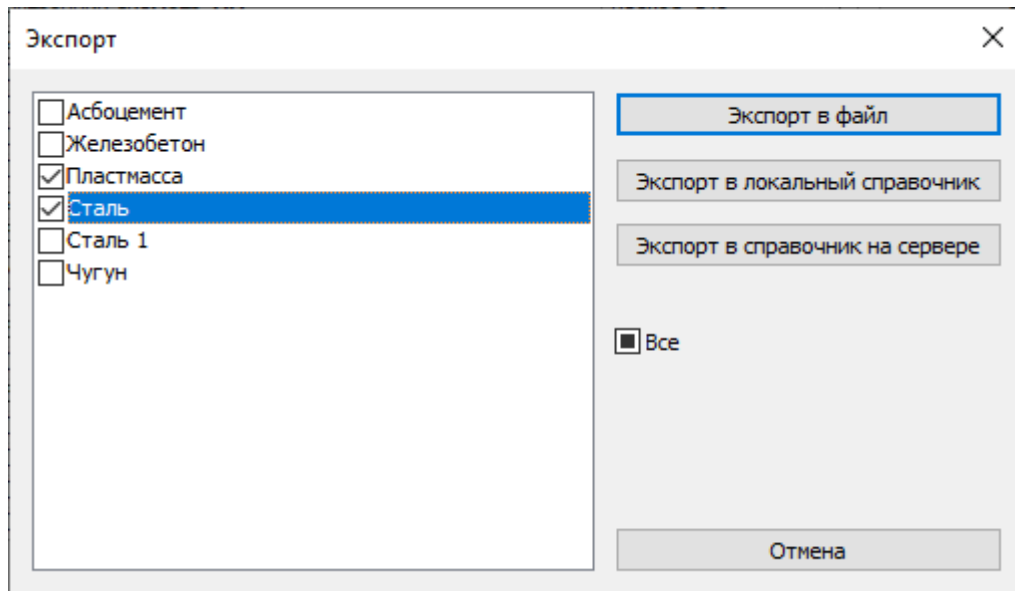 Экспорт
Асбоцемент
Железобетон
Пластмасса
Сталь
Сталь 1
Чугун
Экспорт в файл
Экспорт в локальный справочник
Экспорт в справочник на сервере
Все
Отмена